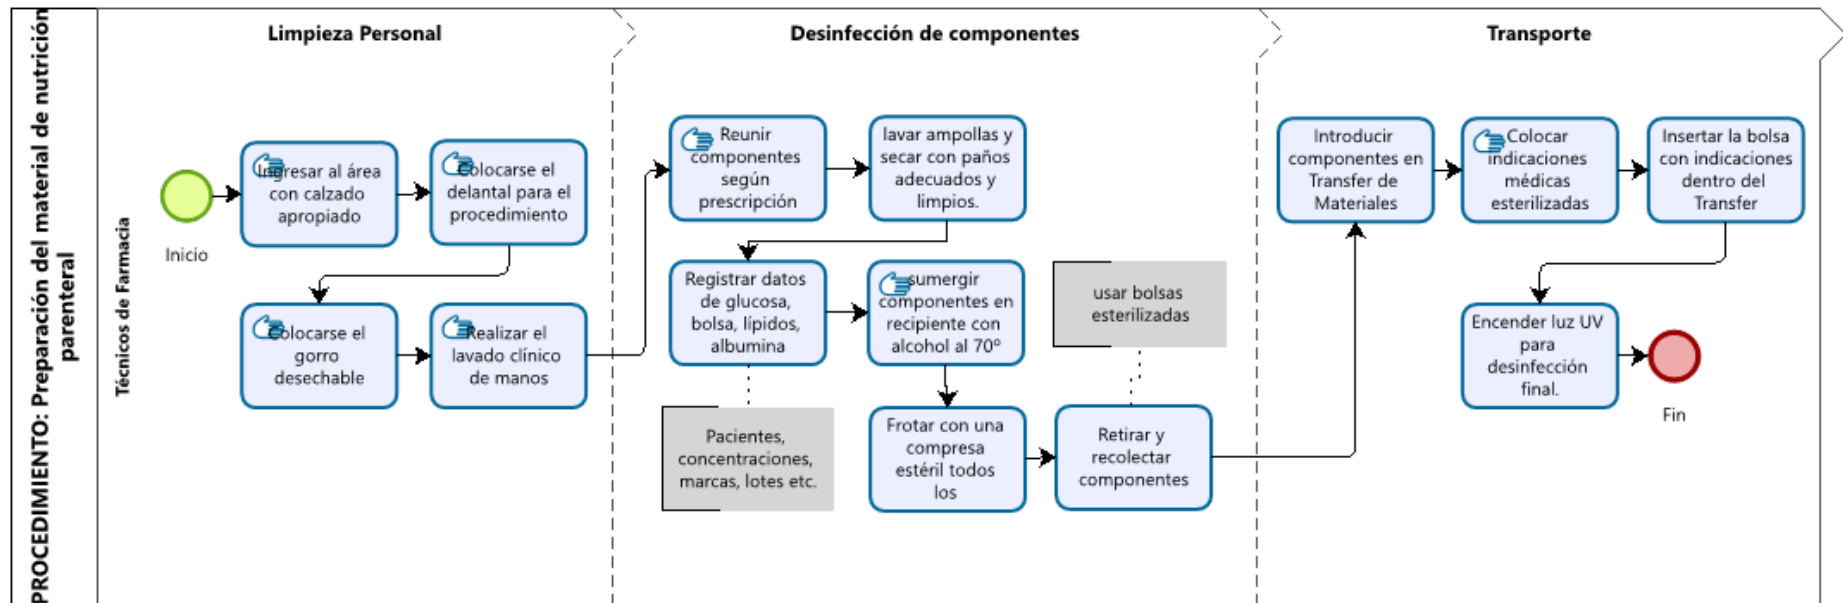 PROCEDIMIENTO: Preparación del material de nutrición
parenteral
Técnicos de Farmacia
Limpieza Personal
Inicio
Ingresar al área
con calzado
apropiado
Colocarse el
delantal para el
procedimiento
Colocarse el
gorro
desechable
Realizar el
lavado clínico
de manos
Desinfección de componentes
Reunir
componentes
según
prescripción
lavar ampollas y
secar con paños
adecuados y
limpios.
Registrar datos
de glucosa,
bolsa, lípidos,
albumina
Pacientes,
concentraciones,
marcas, lotes etc.
sumergir
componentes en
recipiente con
alcohol al 70º
Frotar con una
compresa
estéril todos
los
usar bolsas
esterilizadas
Retirar y
recolectar
componentes
Transporte
Introducir
componentes en
Transfer de
Materiales
Colocar
indicaciones
médicas
esterilizadas
Insertar la bolsa
con indicaciones
dentro del
Transfer
Encender luz UV
para
desinfección
final.
Fin